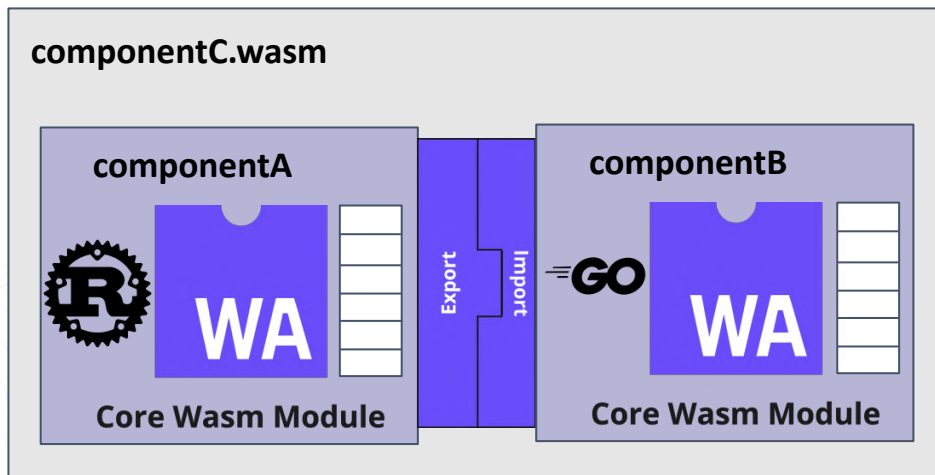 componentC.wasm
componentA
R
WA
Core Wasm Module
Export
Import
componentB
GO
WA
Core Wasm Module